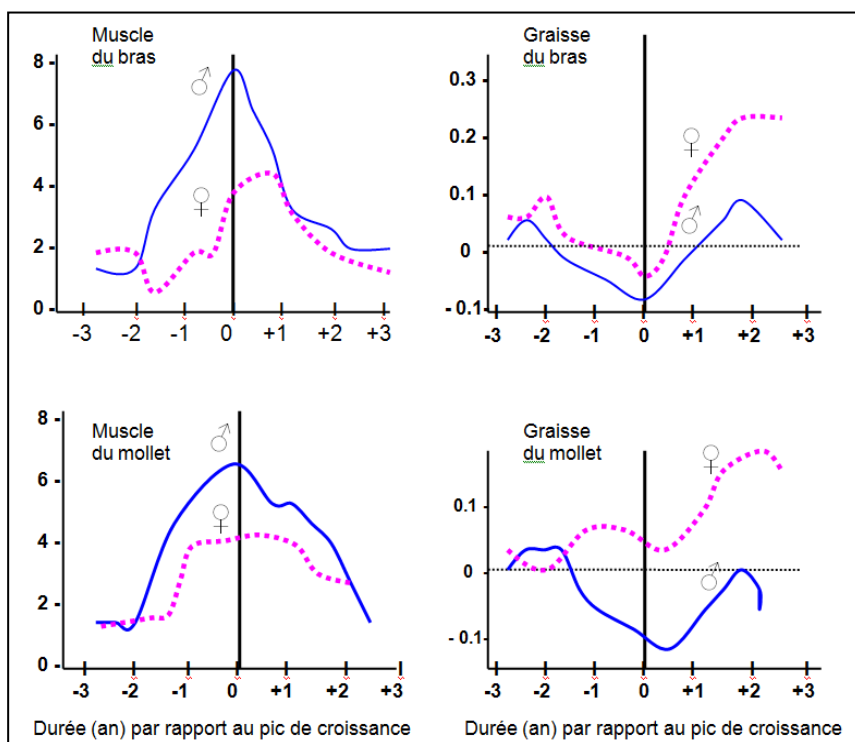 Muscle
du bras
8 -
6 -
4 -
2 -
0 -
-3 -2 -1 0 +1 +2 +3
♂
♀
Graisse
du bras
0.3
0.2
0.1
0
- 0.1
-3 -2 -1 0 +1 +2 +3
♀
♂
Muscle
du mollet
8 -
6 -
4 -
2 -
0 -
-3 -2 -1 0 +1 +2 +3
♂
♀
Durée (an) par rapport au pic de croissance
Graisse
du mollet
0.1
0
- 0.1
-3 -2 -1 0 +1 +2 +3
♀
♂
Durée (an) par rapport au pic de croissance